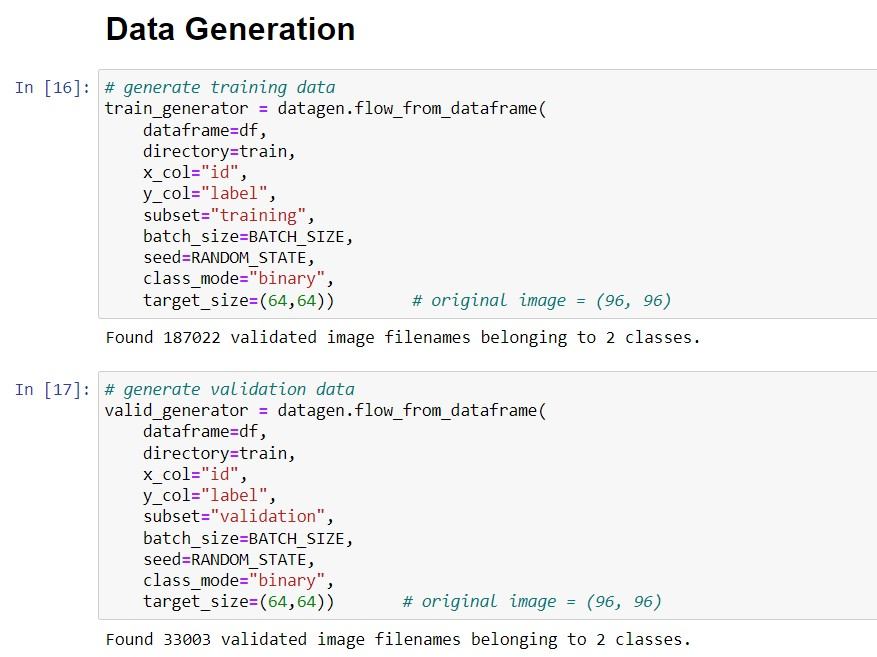 Data Generation
In [16]: # generate training data
train_generator = datagen.flow_from_dataframe(
    dataframe=df,
    directory=train,
    x_col="id",
    y_col="label",
    subset="training",
    batch_size=BATCH_SIZE,
    seed=RANDOM_STATE,
    class_mode="binary",
    target_size=(64,64))        # original image = (96, 96)
Found 187022 validated image filenames belonging to 2 classes.
In [17]: # generate validation data
valid_generator = datagen.flow_from_dataframe(
    dataframe=df,
    directory=train,
    x_col="id",
    y_col="label",
    subset="validation",
    batch_size=BATCH_SIZE,
    seed=RANDOM_STATE,
    class_mode="binary",
    target_size=(64,64))       # original image = (96, 96)
Found 33003 validated image filenames belonging to 2 classes.